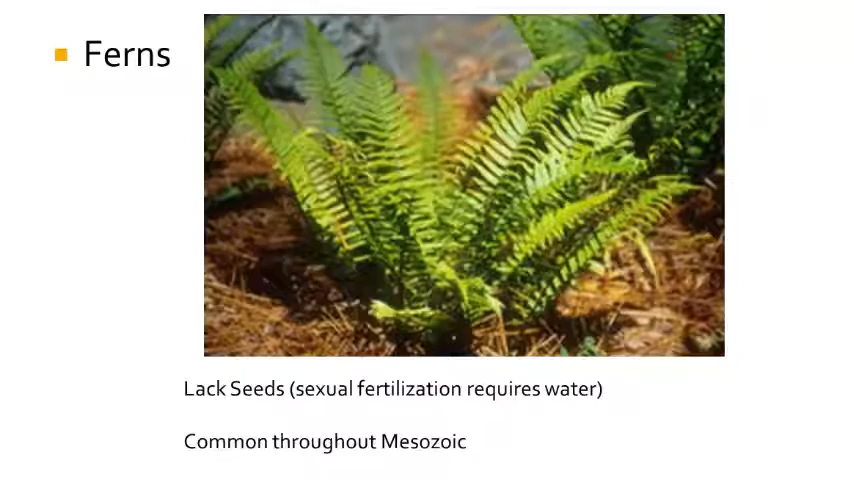 Ferns
Lack Seeds (sexual fertilization requires water)
Common throughout Mesozoic